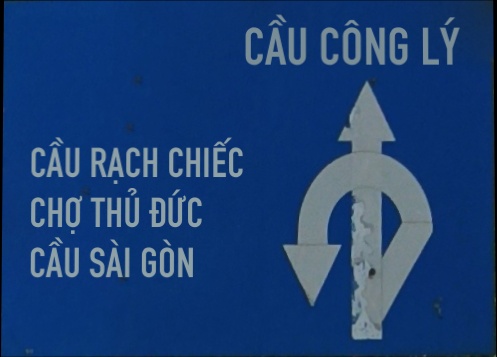 CẦU CÔNG LÝ
CẦU RẠCH CHIẾC
CHỢ THỦ ĐỨC
CẦU SÀI GÒN